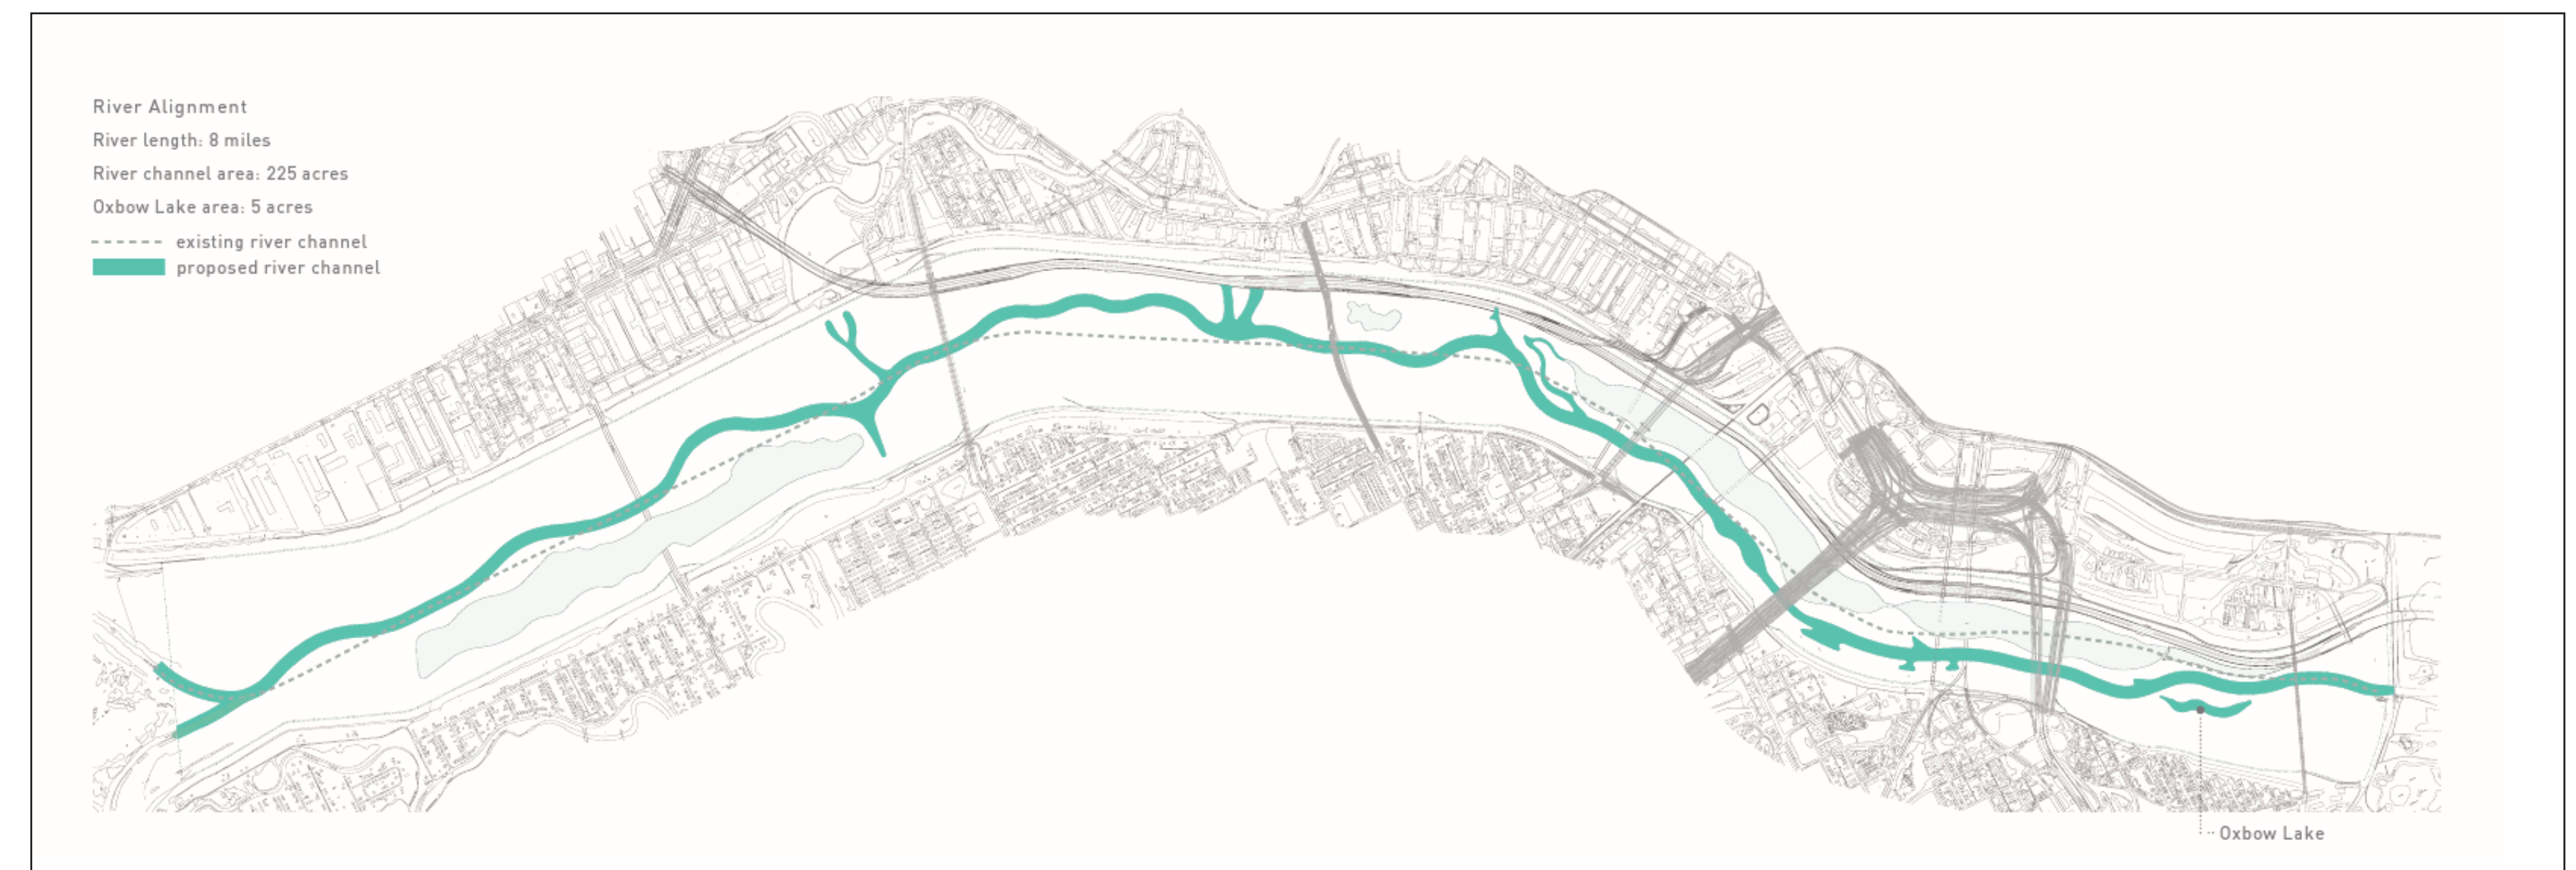 River Alignment
River length: 8 miles
River channel area: 225 acres
Oxbow Lake area: 5 acres
existing river channel
proposed river channel
Oxbow Lake